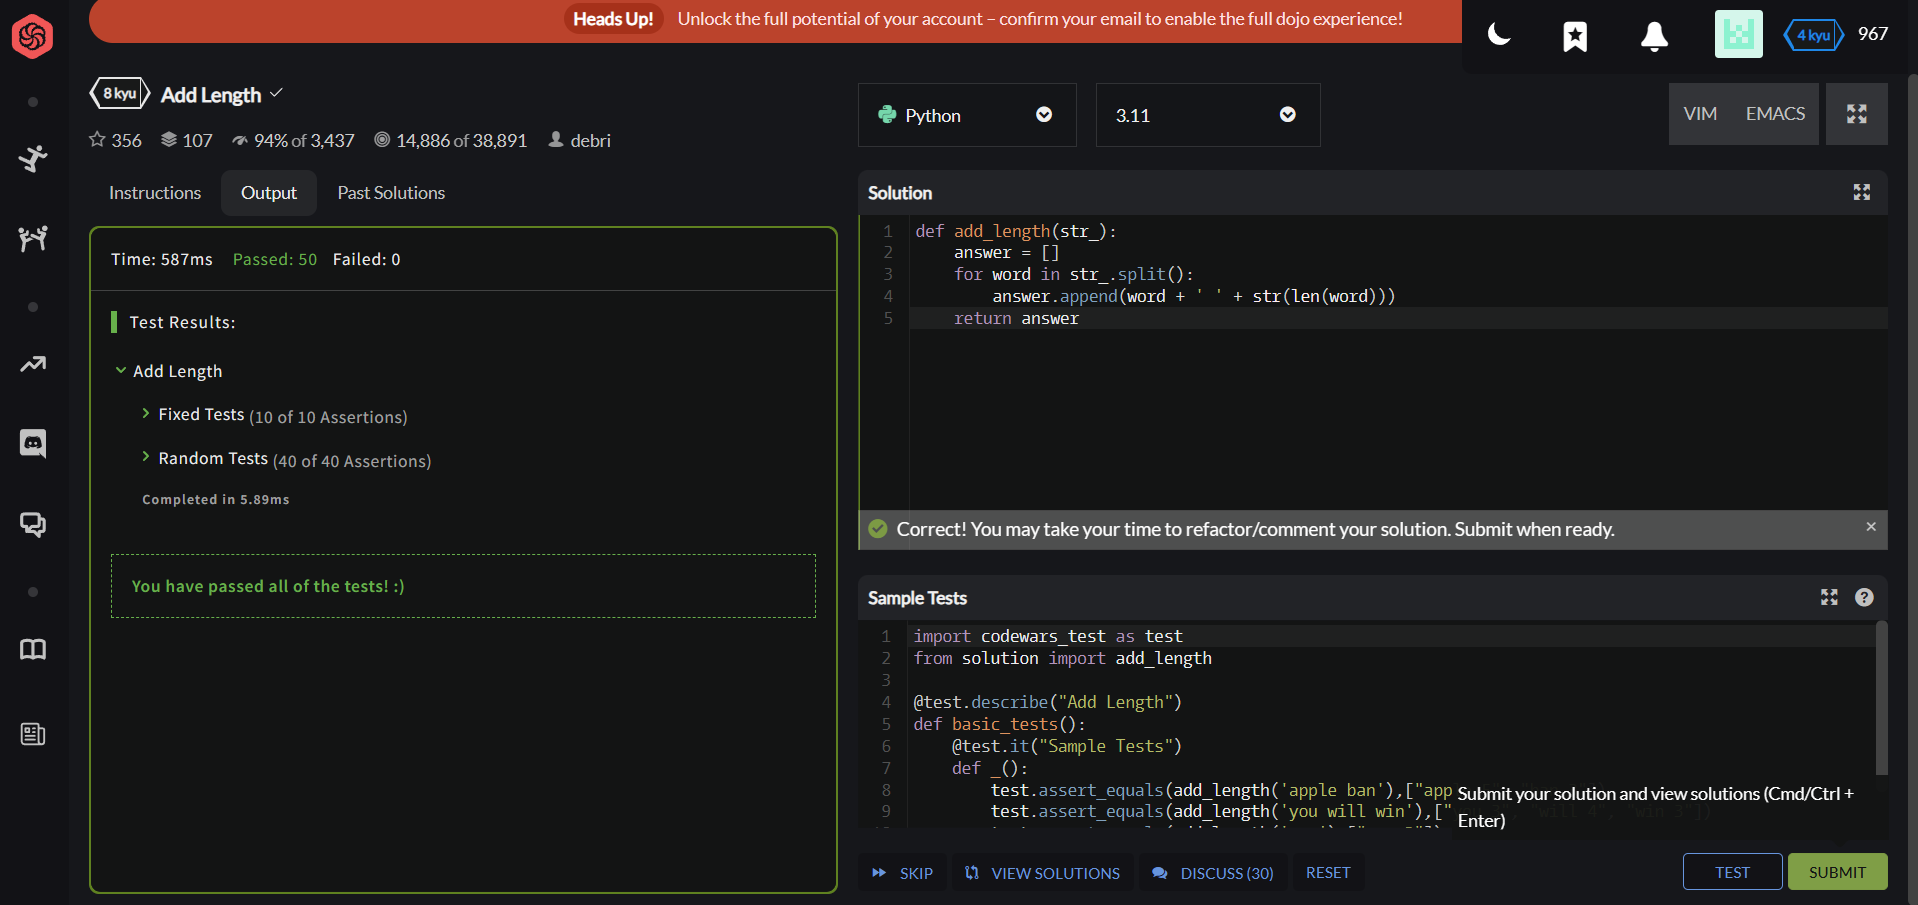 Heads Up! Unlock the full potential of your account – confirm your email to enable the full dojo experience!
4 kyu 967
8 kyu Add Length
356 107 94% of 3,437 14,886 of 38,891 debri
Instructions Output Past Solutions
Time: 587ms Passed: 50 Failed: 0
Test Results:
Add Length
Fixed Tests (10 of 10 Assertions)
Random Tests (40 of 40 Assertions)
Completed in 5.89ms
You have passed all of the tests! :)
Python 3.11 VIM EMACS
Solution
1 def add_length(str_):
2 answer = []
3 for word in str_.split():
4 answer.append(word + ' ' + str(len(word)))
5 return answer
Correct! You may take your time to refactor/comment your solution. Submit when ready.
Sample Tests
1 import codewars_test as test
2 from solution import add_length
3
4 @test.describe("Add Length")
5 def basic_tests():
6 @test.it("Sample Tests")
7 def _():
8 test.assert_equals(add_length('apple ban'),["app
9 test.assert_equals(add_length('you will win'),["
Submit your solution and view solutions (Cmd/Ctrl +
Enter)
SKIP VIEW SOLUTIONS DISCUSS (30) RESET TEST SUBMIT